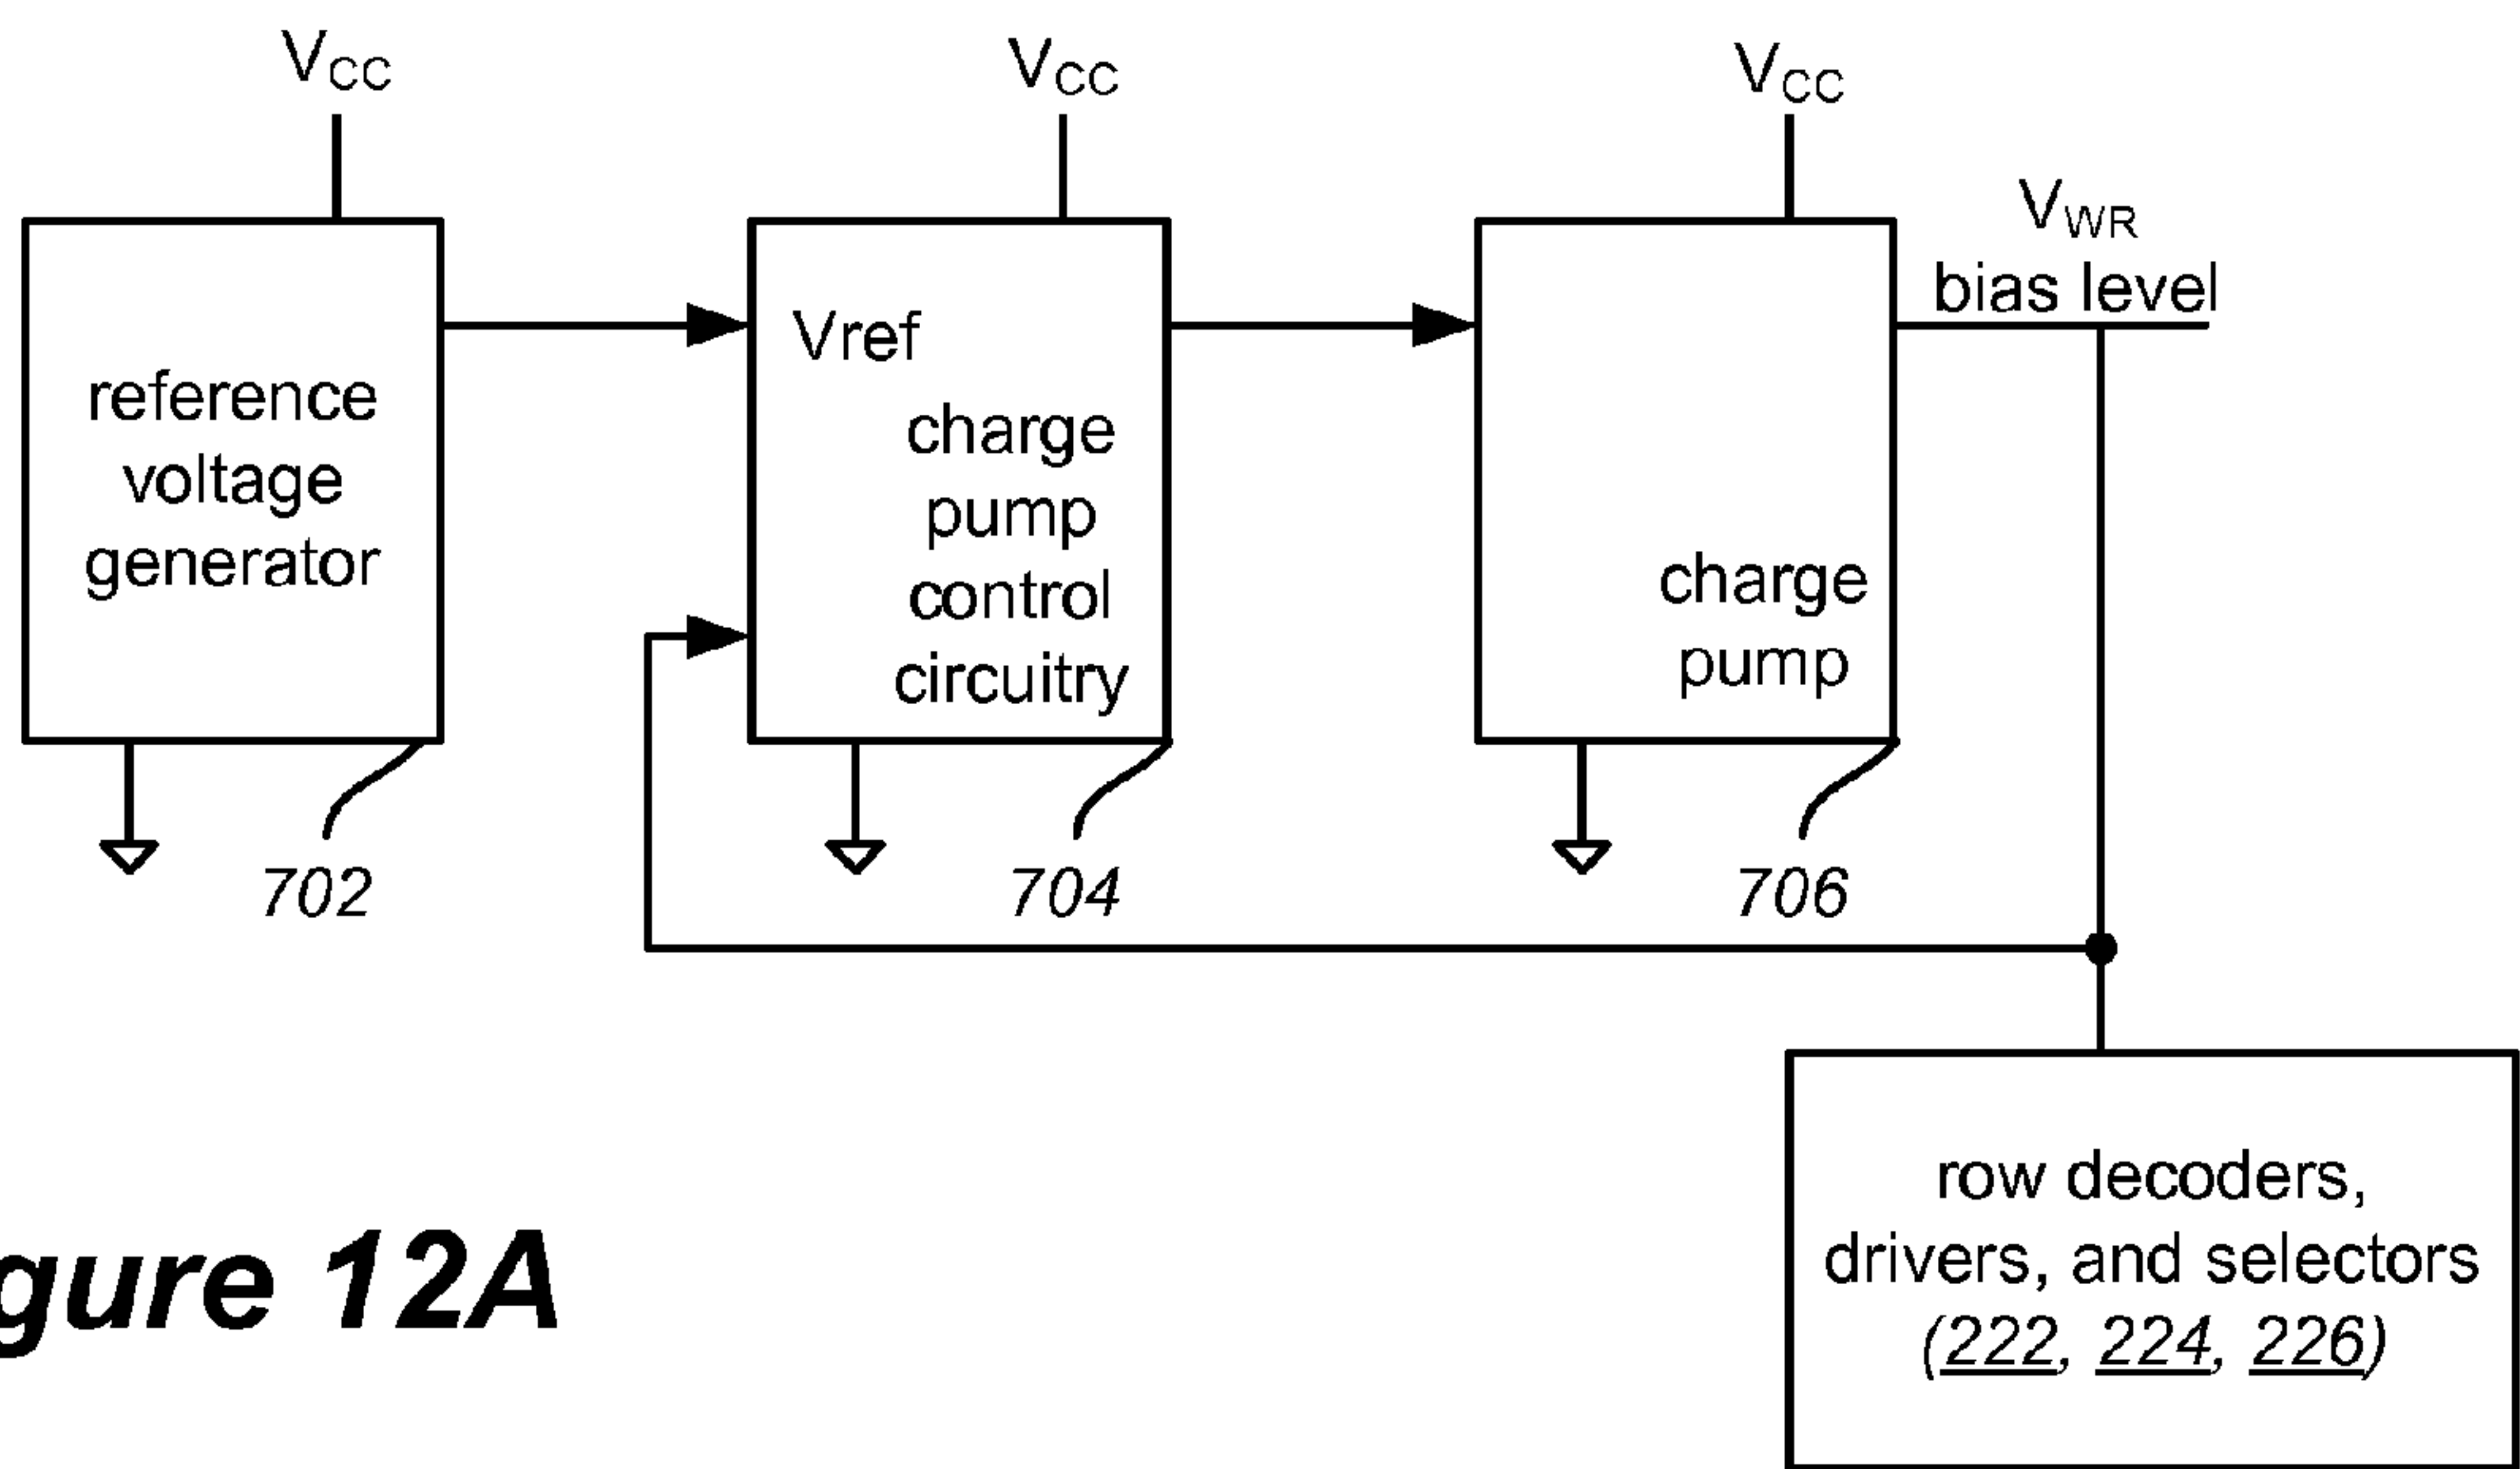 VCC
VCC
VCC
VWR
bias level
reference
voltage
generator
Vref
charge
pump
control
circuitry
charge
pump
702
704
706
row decoders,
drivers, and selectors
(222, 224, 226)
gure 12A